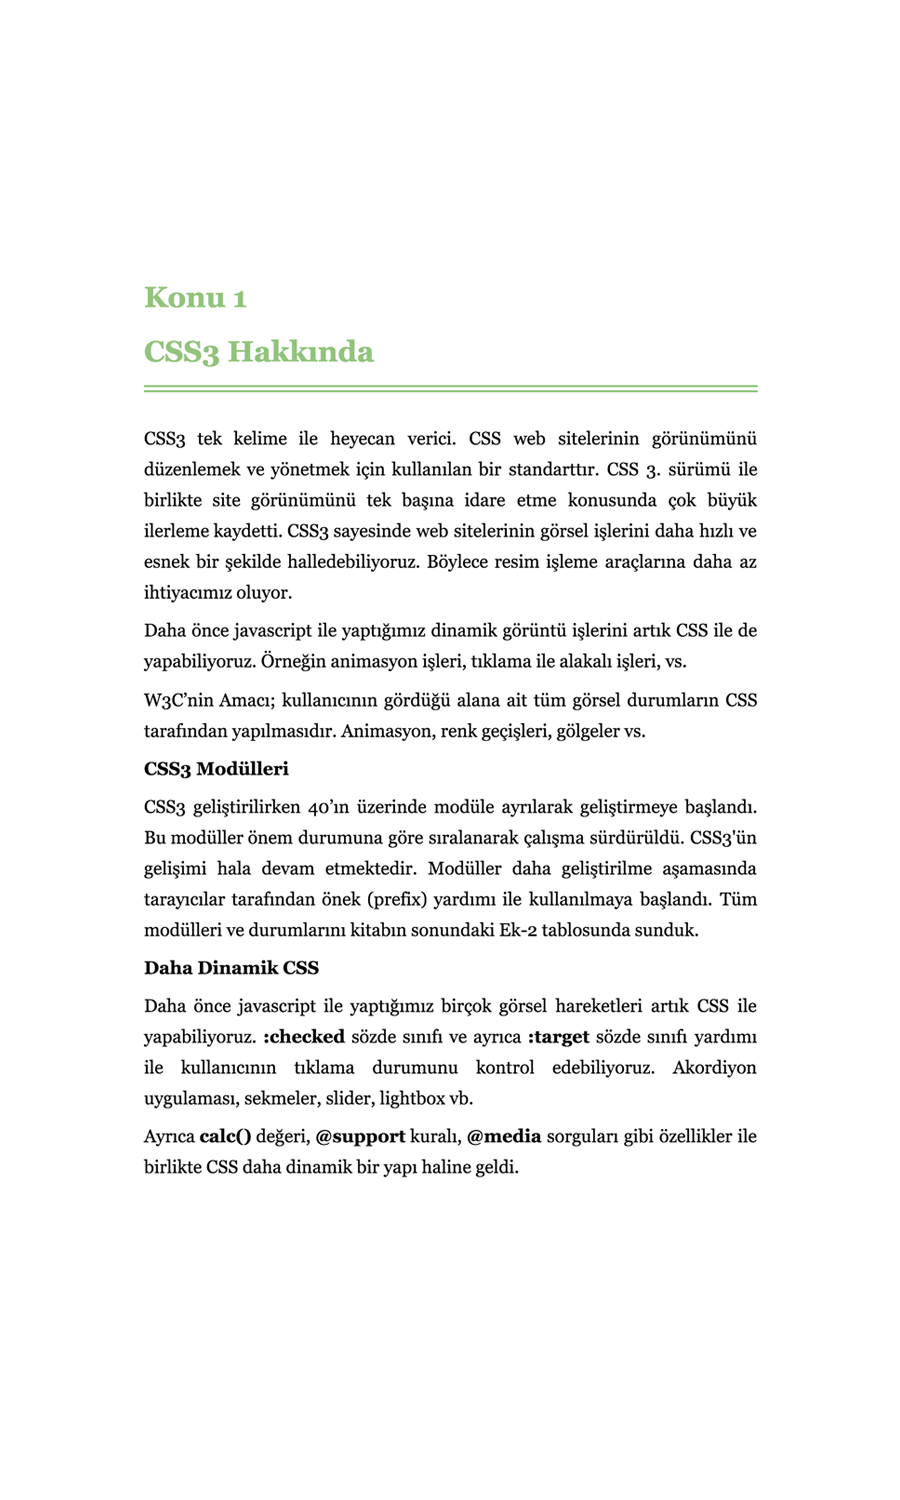 Konu 1
CSS3 Hakkında
CSS3 tek kelime ile heyecan verici. CSS web sitelerinin görünümünü
düzenlemek ve yönetmek için kullanılan bir standarttır. CSS 3. sürümü ile
birlikte site görünümünü tek başına idare etme konusunda çok büyük
ilerleme kaydetti. CSS3 sayesinde web sitelerinin görsel işlerini daha hızlı ve
esnek bir şekilde halledebiliyoruz. Böylece resim işleme araçlarına daha az
ihtiyacımız oluyor.
Daha önce javascript ile yaptığımız dinamik görüntü işlerini artık CSS ile de
yapabiliyoruz. Örneğin animasyon işleri, tıklama ile alakalı işleri, vs.
W3C’nin Amacı; kullanıcının gördüğü alana ait tüm görsel durumların CSS
tarafından yapılmasıdır. Animasyon, renk geçişleri, gölgeler vs.
CSS3 Modülleri
CSS3 geliştirilirken 40’ın üzerinde modüle ayrılarak geliştirmeye başlandı.
Bu modüller önem durumuna göre sıralanarak çalışma sürdürüldü. CSS3'ün
gelişimi hala devam etmektedir. Modüller daha geliştirilme aşamasında
tarayıcılar tarafından önek (prefix) yardımı ile kullanılmaya başlandı. Tüm
modülleri ve durumlarını kitabın sonundaki Ek-2 tablosunda sunduk.
Daha Dinamik CSS
Daha önce javascript ile yaptığımız birçok görsel hareketleri artık CSS ile
yapabiliyoruz. :checked sözde sınıfı ve ayrıca :target sözde sınıfı yardımı
ile kullanıcının tıklama durumunu kontrol edebiliyoruz. Akordiyon
uygulaması, sekmeler, slider, lightbox vb.
Ayrıca calc() değeri, @support kuralı, @media sorguları gibi özellikler ile
birlikte CSS daha dinamik bir yapı haline geldi.